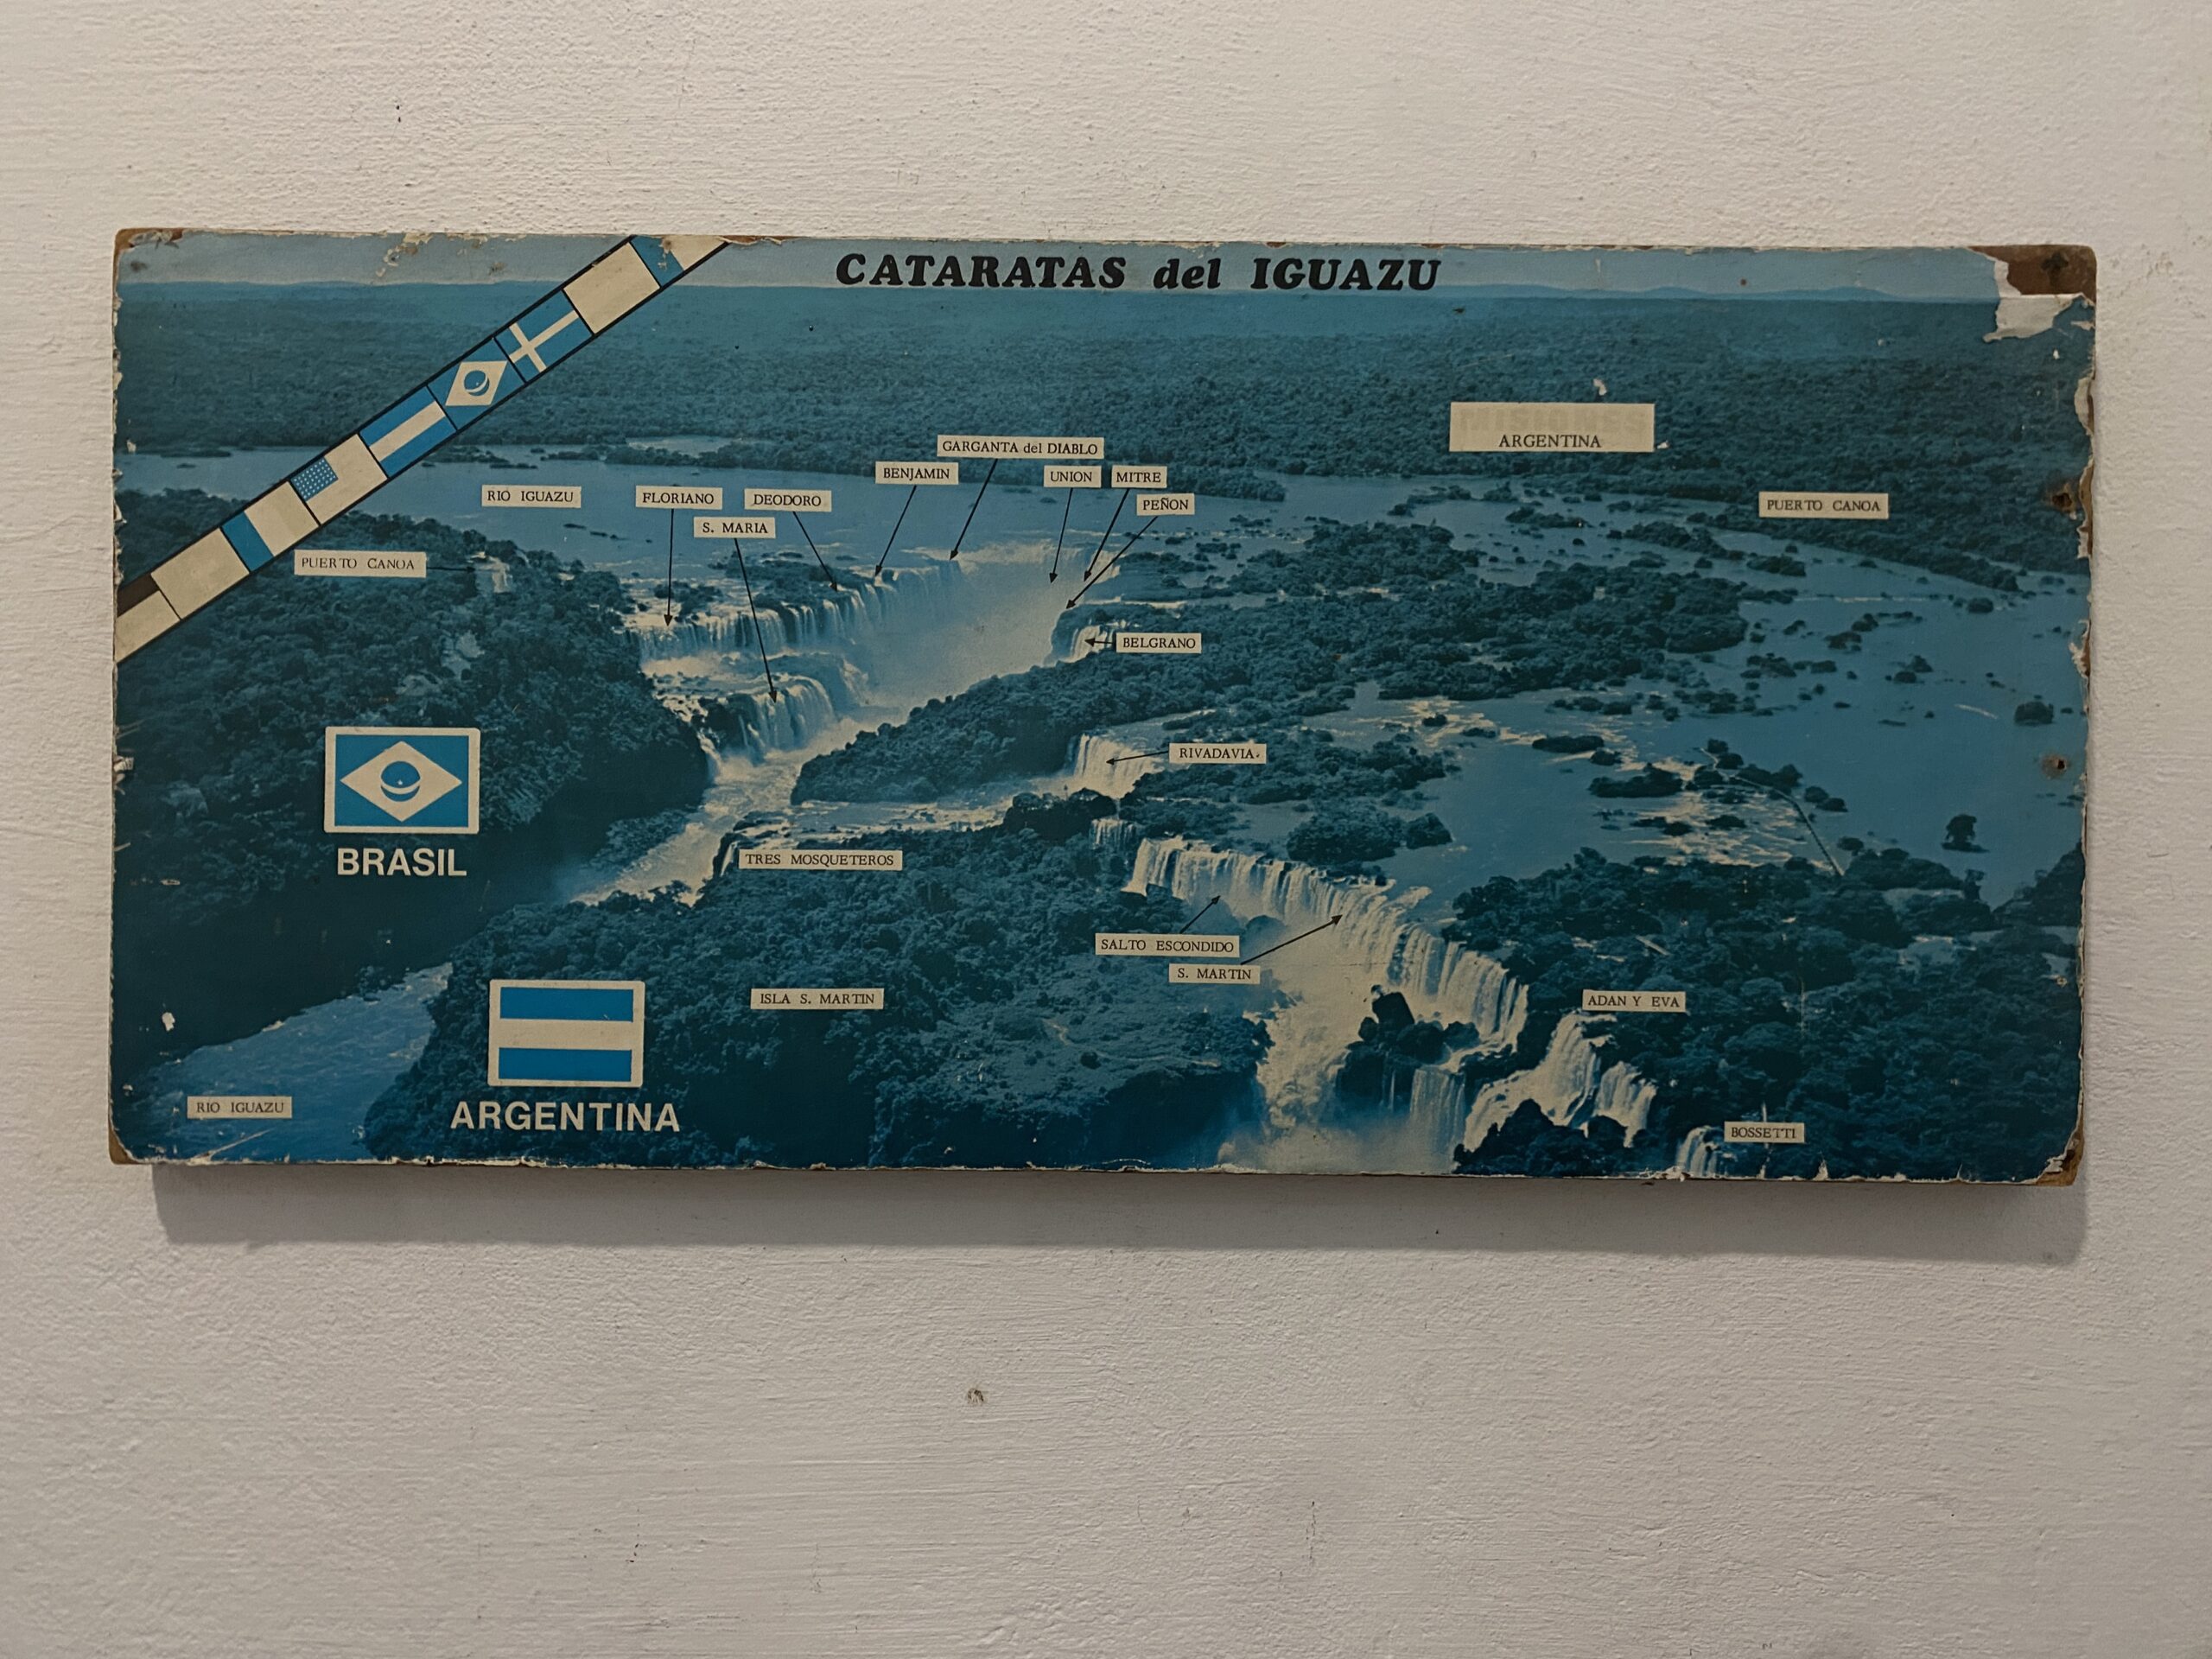 CATARATAS del IGUAZU
ARGENTINA
GARGANTA del DIABLO
BENJAMIN
UNION
MITRE
RIO IGUAZU
FLORIANO
DEODORO
PEÑON
PUERTO CANOA
S. MARIA
PUERTO CANOA
BELGRANO
RIVADAVIA.
BRASIL
TRES MOSQUETEROS
SALTO ESCONDIDO
S. MARTIN
ISLA S. MARTIN
ADAN Y EVA
RIO IGUAZU
ARGENTINA
BOSSETTI